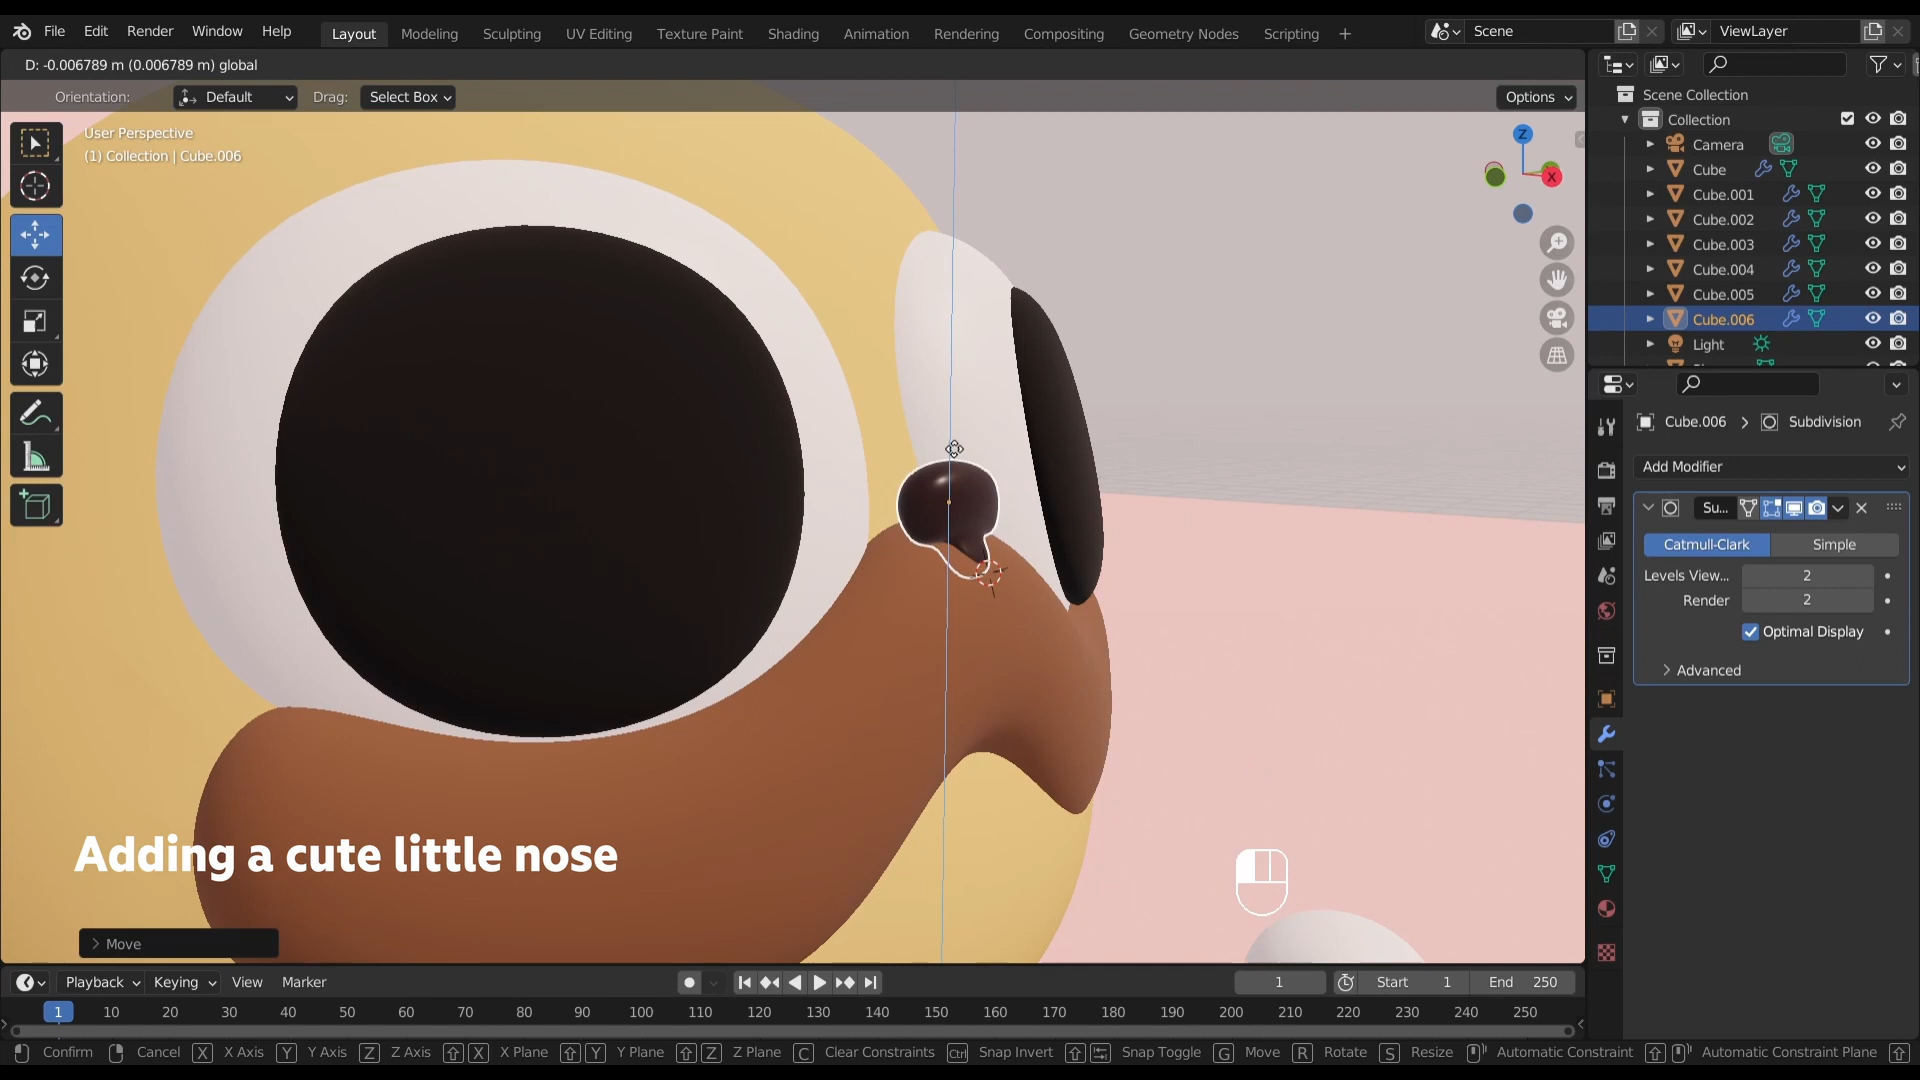 File Edit Render Window Help Layout Modeling Sculpting UV Editing Texture Paint Shading Animation Rendering Compositing Geometry Nodes Scripting + Scene ViewLayer
D: -0.006789 m (0.006789 m) global
Orientation: Default Drag: Select Box Options
User Perspective
(1) Collection | Cube.006
Z
X
Scene Collection
Collection
Camera
Cube
Cube.001
Cube.002
Cube.003
Cube.004
Cube.005
Cube.006
Light
Cube.006 > Subdivision
Add Modifier
Su...
Catmull-Clark Simple
Levels View... 2
Render 2
Optimal Display
Advanced
Adding a cute little nose
Move
Playback Keying View Marker 1 Start 1 End 250
1 10 20 30 40 50 60 70 80 90 100 110 120 130 140 150 160 170 180 190 200 210 220 230 240 250
Confirm Cancel X X Axis Y Y Axis Z Z Axis X X Plane Y Y Plane Z Z Plane C Clear Constraints Ctrl Snap Invert Snap Toggle G Move R Rotate S Resize Automatic Constraint Automatic Constraint Plane